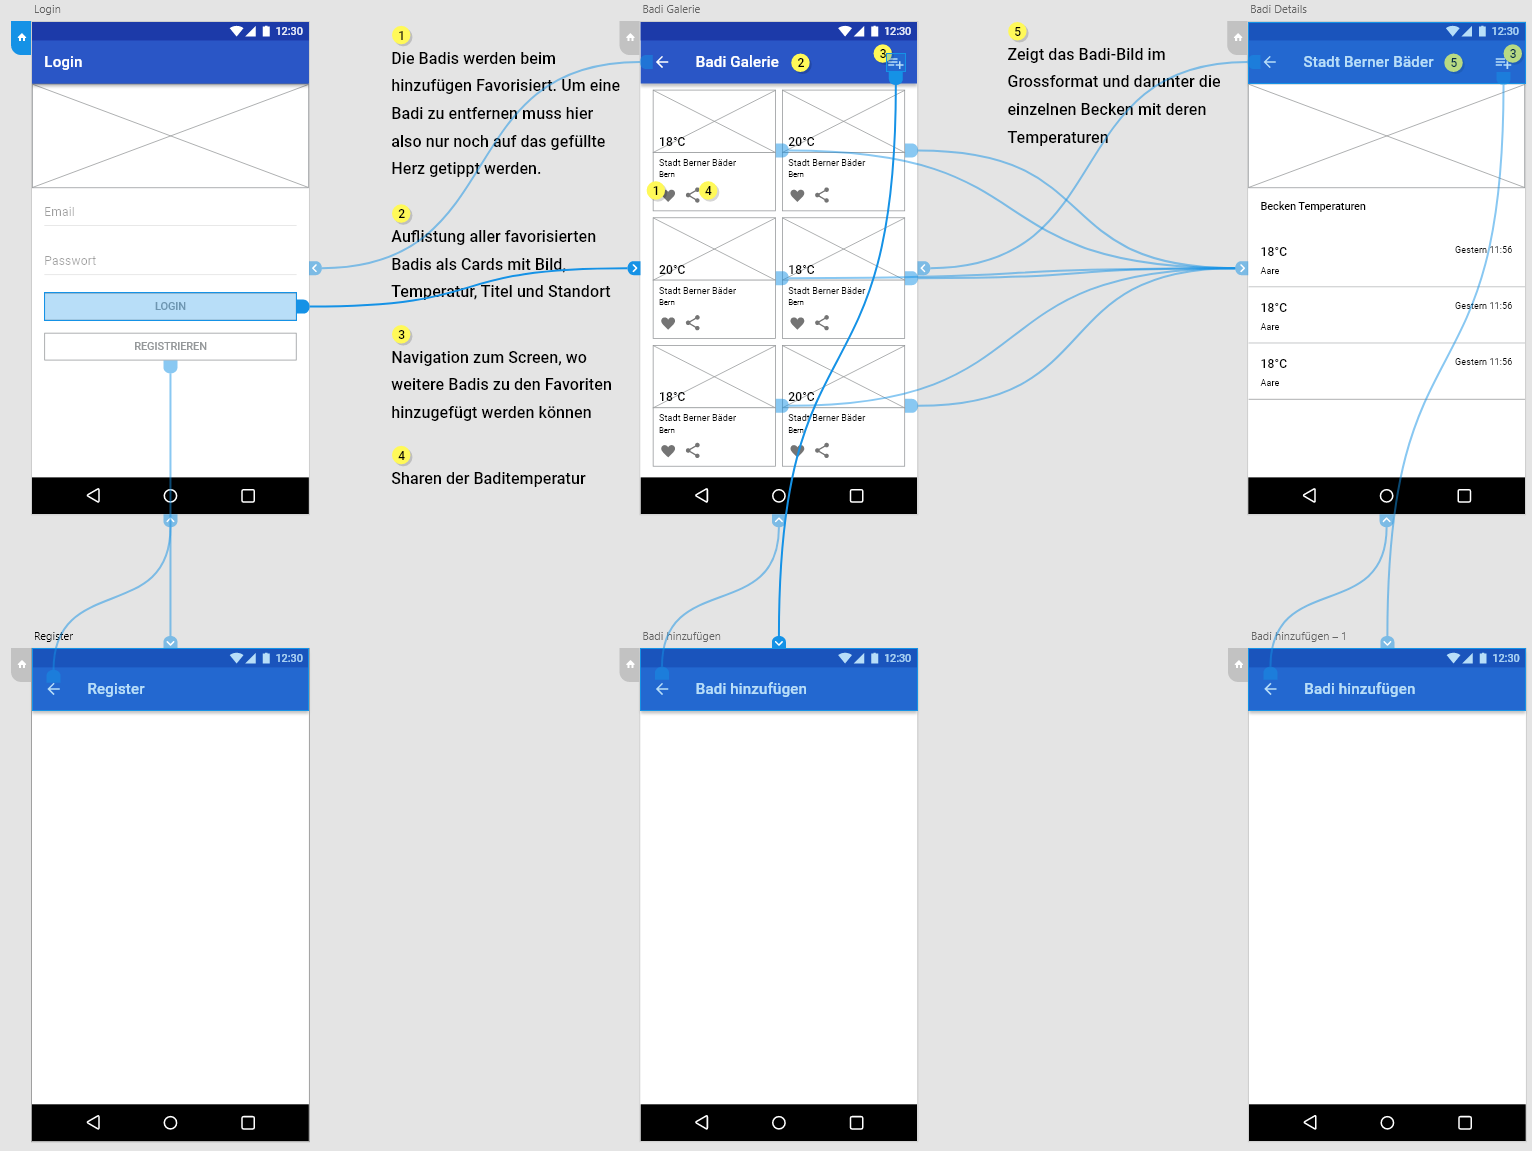 Login
12:30
Login
Email
Passwort
LOGIN
REGISTRIEREN
1
Die Badis werden beim
hinzufügen Favorisiert. Um eine
Badi zu entfernen muss hier
also nur noch auf das gefüllte
Herz getippt werden.
2
Auflistung aller favorisierten
Badis als Cards mit Bild,
Temperatur, Titel und Standort
3
Navigation zum Screen, wo
weitere Badis zu den Favoriten
hinzugefügt werden können
4
Sharen der Baditemperatur
Badi Galerie
12:30
Badi Galerie 2 3
18°C
Stadt Berner Bäder
Bern
1 4
20°C
Stadt Berner Bäder
Bern
20°C
Stadt Berner Bäder
Bern
18°C
Stadt Berner Bäder
Bern
18°C
Stadt Berner Bäder
Bern
20°C
Stadt Berner Bäder
Bern
5
Zeigt das Badi-Bild im
Grossformat und darunter die
einzelnen Becken mit deren
Temperaturen
Badi Details
12:30
Stadt Berner Bäder 5 3
Becken Temperaturen
18°C Gestern 11:56
Aare
18°C Gestern 11:56
Aare
18°C Gestern 11:56
Aare
Register
12:30
Register
Badi hinzufügen
12:30
Badi hinzufügen
Badi hinzufügen – 1
12:30
Badi hinzufügen